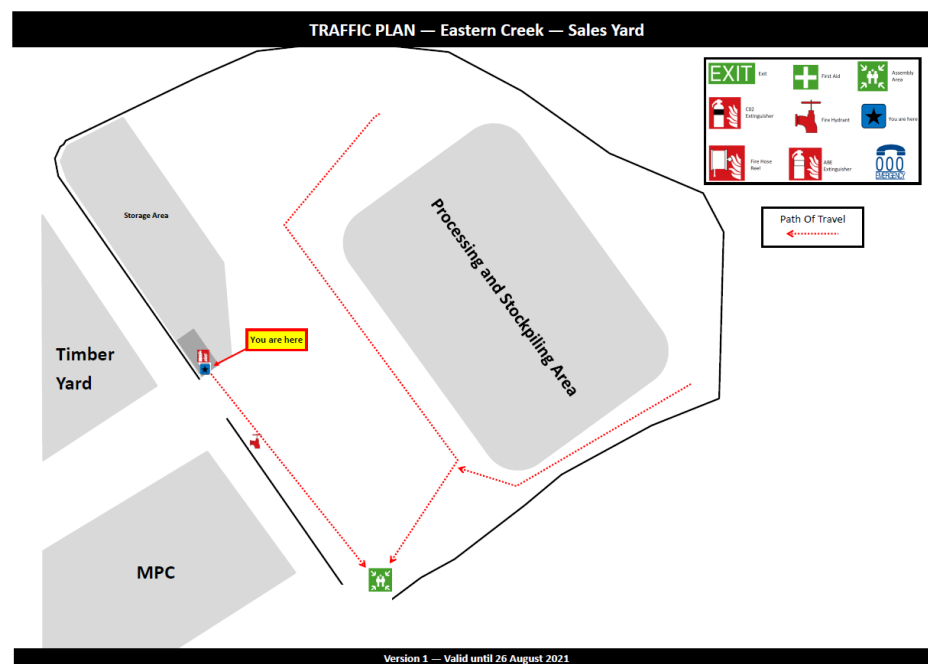 TRAFFIC PLAN — Eastern Creek — Sales Yard
EXIT
Exit
First Aid
Assembly
Area
C02
Extinguisher
Fire Hydrant
You are here
Fire Hose
Reel
ABE
Extinguisher
000
EMERGENCY
Path Of Travel
Storage Area
Processing and Stockpiling Area
You are here
Timber
Yard
MPC
Version 1 — Valid until 26 August 2021